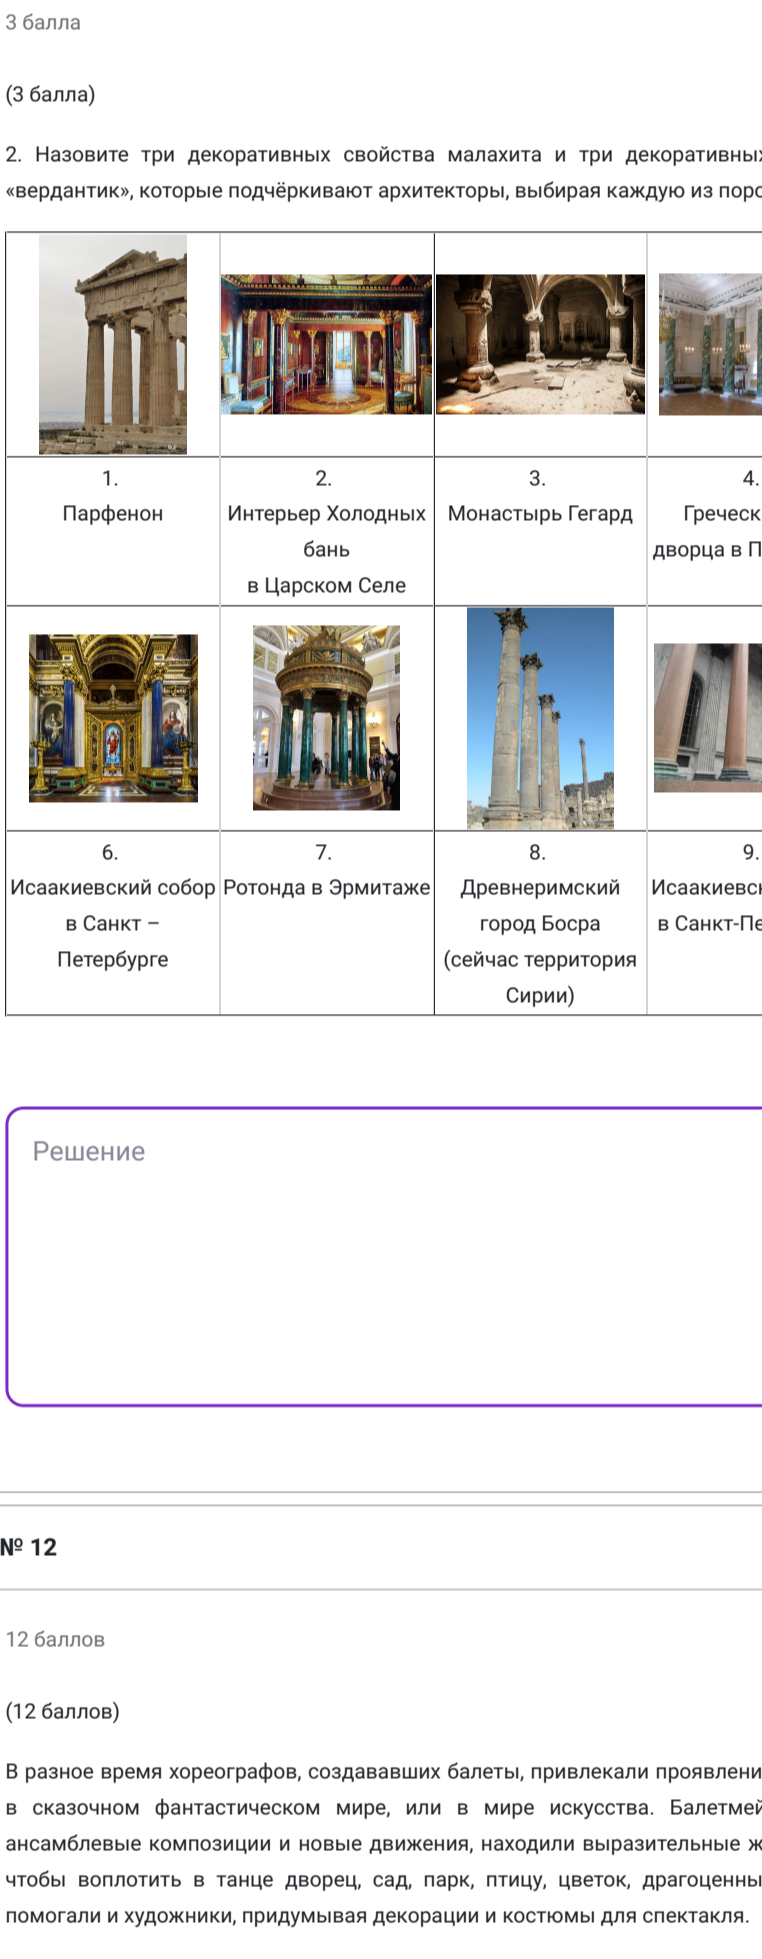 3 балла
(3 балла)
2. Назовите три декоративных свойства малахита и три
«вердантик», которые подчёркивают архитекторы, выбирая каждую из
1.
Парфенон
2.
Интерьер Холодных
бань
в Царском Селе
3.
Монастырь Гегард
4.
Греческ
дворца в П
6.
Исаакиевский собор
в Санкт –
Петербурге
7.
Ротонда в Эрмитаже
8.
Древнеримский
город Босра
(сейчас территория
Сирии)
9.
Исаакиевс
в Санкт-Пе
Решение
№ 12
12 баллов
(12 баллов)
В разное время хореографов, создававших балеты, привлекали проявлени
в сказочном фантастическом мире, или в мире искусства. Балетмей
ансамблевые композиции и новые движения, находили выразительные ж
чтобы воплотить в танце дворец, сад, парк, птицу, цветок, драгоценны
помогали и художники, придумывая декорации и костюмы для спектакля.